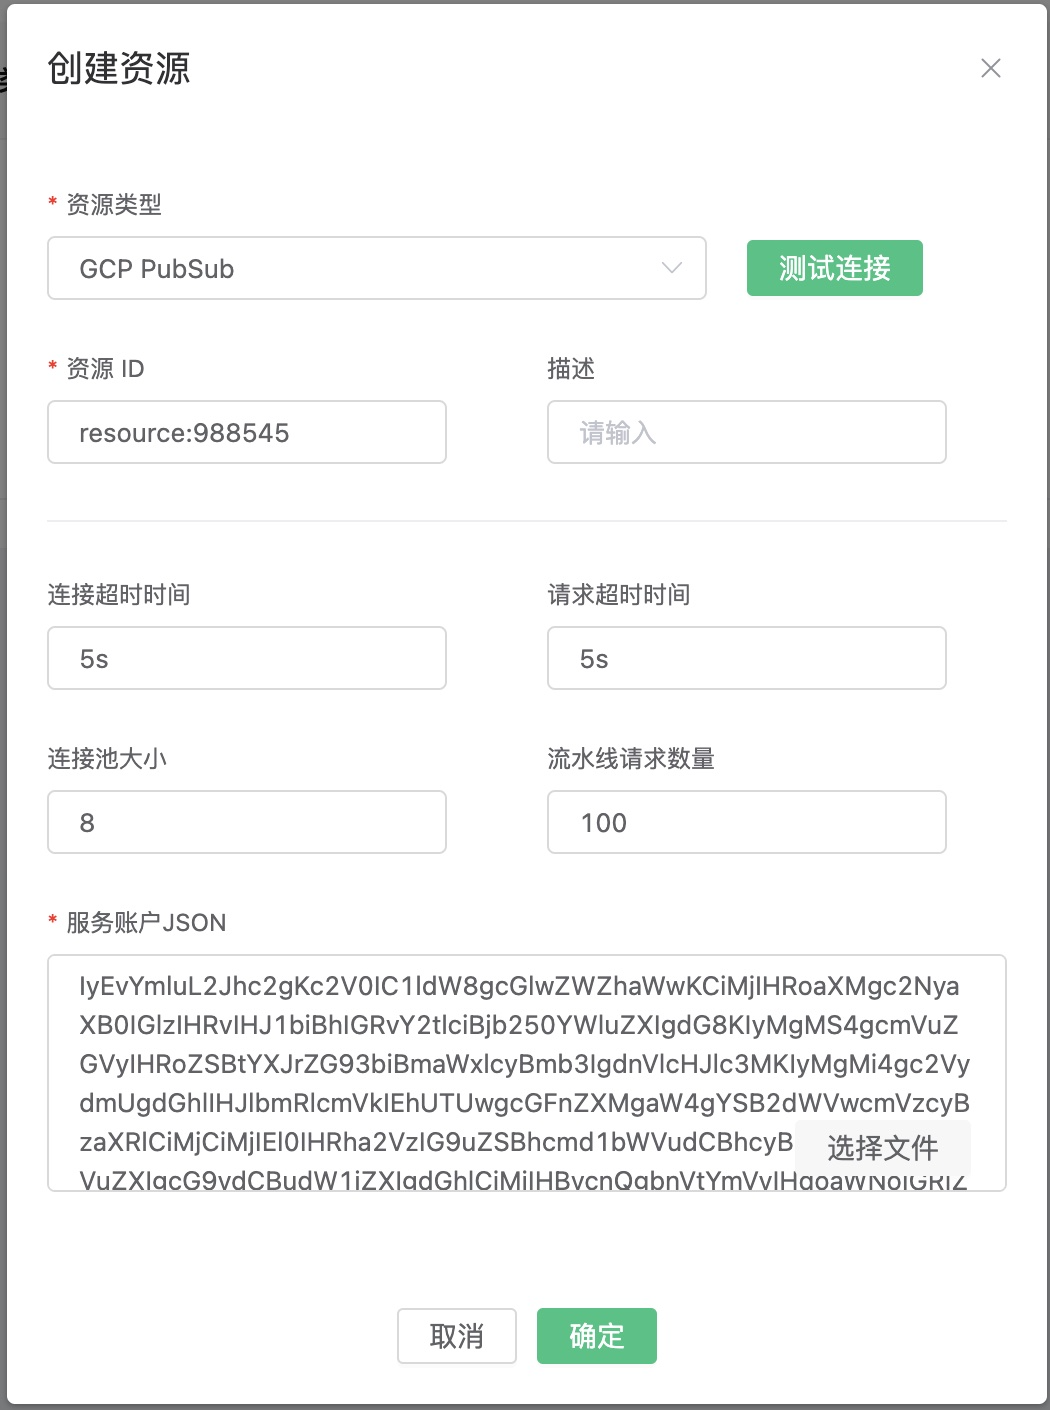 创建资源
* 资源类型
GCP PubSub
测试连接
* 资源 ID
描述
resource:988545
请输入
连接超时时间
请求超时时间
5s
5s
连接池大小
流水线请求数量
8
100
* 服务账户JSON
IyEvYmluL2Jhc2gKc2V0IC1ldW8gcGlwZWZhaWwKCiMjIHRoaXMgc2Nya
XB0IGlzIHRvIHJ1biBhIGRvY2tlciBjb250YWluZXIgdG8KIyMgMS4gcmVuZ
GVyIHRoZSBtYXJrZG93biBmaWxlcyBmb3IgdnVlcHJlc3MKIyMgMi4gc2Vy
dmUgdGhlIHJlbmRlcmVkIEhUTUwgcGFnZXMgaW4gYSB2dWVwcmVzcyB
zaXRlCiMjCiMjIEl0IHRha2VzIG9uZSBhcmd1bWVudCBhcyB
选择文件
取消
确定